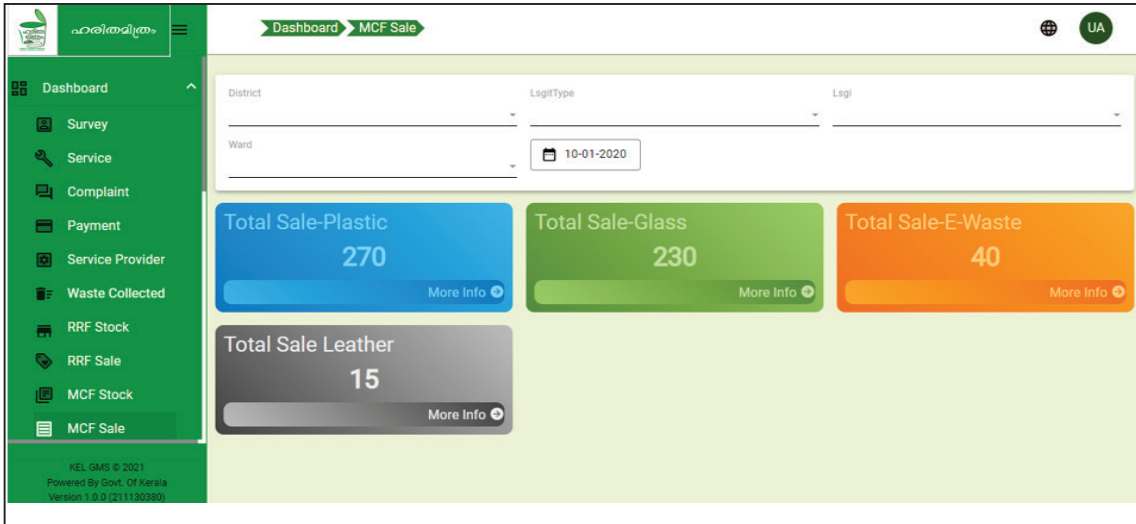 ഹരിതമിത്രം
Dashboard MCF Sale
UA
Dashboard
Survey
Service
Complaint
Payment
Service Provider
Waste Collected
RRF Stock
RRF Sale
MCF Stock
MCF Sale
KEL GMS © 2021
Powered By Govt. Of Kerala
Version 1.0.0 (211130380)
District
LsgitType
Lsgi
Ward
10-01-2020
Total Sale-Plastic
270
More Info
Total Sale-Glass
230
More Info
Total Sale-E-Waste
40
More Info
Total Sale Leather
15
More Info